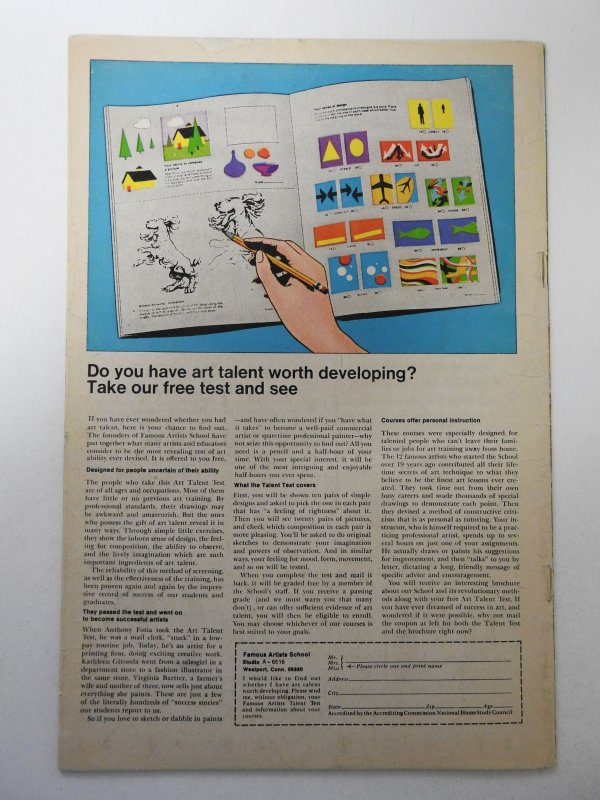 Your sense of design
Do you have art talent worth developing?
Take our free test and see
If you have ever wondered whether you had
art talent, here is your chance to find out.
The founders of Famous Artists School have
put together what many artists and educators
consider to be the most revealing test of art
ability ever devised. It is offered to you free.
Designed for people uncertain of their ability
The people who take this Art Talent Test
are of all ages and occupations. Most of them
have little or no previous art training. By
professional standards, their drawings may
be awkward and amateurish. But the ones
who possess the gift of art talent reveal it in
many ways. Through simple little exercises,
they show the inborn sense of design, the feel-
ing for composition, the ability to observe,
and the lively imagination which are such
important ingredients of art talent.
The reliability of this method of screening,
as well as the effectiveness of the training, has
been proven again and again by the impres-
sive record of success of our students and
graduates.
They passed the test and went on
to become successful artists
When Anthony Fotia took the Art Talent
Test, he was a mail clerk, "stuck" in a low-
pay routine job. Today, he's an artist for a
printing firm, doing exciting creative work.
Kathleen Gironda went from a salesgirl in a
department store to a fashion illustrator in
the same store. Virginia Bartter, a farmer's
wife and mother of three, now sells just about
everything she paints. These are just a few
of the literally hundreds of "success stories"
our students report to us.
So if you love to sketch or dabble in paints
—and have often wondered if you "have what
it takes" to become a well-paid commercial
artist or sparetime professional painter—why
not seize this opportunity to find out? All you
need is a pencil and a half-hour of your
time. With your special interest, it will be
one of the most intriguing and enjoyable
half-hours you ever spent.
What the Talent Test covers
First, you will be shown ten pairs of simple
designs and asked to pick the one in each pair
that has "a feeling of rightness" about it.
Then you will see twenty pairs of pictures,
and check which composition in each pair is
more pleasing. You'll be asked to do original
sketches to demonstrate your imagination
and powers of observation. And in similar
ways, your feeling for mood, form, movement,
and so on will be tested.
When you complete the test and mail it
back, it will be graded free by a member of
the School's staff. If you receive a passing
grade (and we must warn you that many
don't), or can offer sufficient evidence of art
talent, you will then be eligible to enroll.
You may choose whichever of our courses is
best suited to your goals.
Courses offer personal instruction
These courses were especially designed for
talented people who can't leave their fami-
lies or jobs for art training away from home.
The 12 famous artists who started the School
over 19 years ago contributed all their life-
time secrets of art technique to what they
believe to be the finest art lessons ever cre-
ated. They took time out from their own
busy careers and made thousands of special
drawings to demonstrate each point. Then
they devised a method of constructive criti-
cism that is as personal as tutoring. Your in-
structor, who is himself required to be a prac-
ticing professional artist, spends up to sev-
eral hours on just one of your assignments.
He actually draws or paints his suggestions
for improvement, and then "talks" to you by
letter, dictating a long, friendly message of
specific advice and encouragement.
You will receive an interesting brochure
about our School and its revolutionary meth-
ods along with your free Art Talent Test. If
you have ever dreamed of success in art, and
wondered if it were possible, why not mail
the coupon at left for both the Talent Test
and the brochure right now?
Famous Artists School
Studio A-6516
Westport, Conn. 06880
I would like to find out
whether I have art talent
worth developing. Please send
me, without obligation, your
Famous Artists Talent Test
and information about your
courses.
Mr.
Mrs.
Miss
Please circle one and print name
Address
City
State Zip Age
Accredited by the Accrediting Commission National Home Study Council